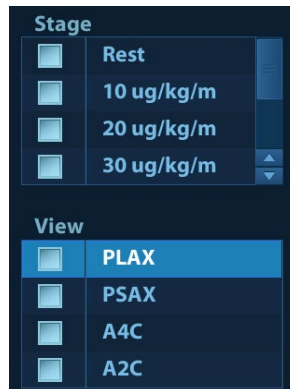 Stage
Rest
10 ug/kg/m
20 ug/kg/m
30 ug/kg/m
View
PLAX
PSAX
A4C
A2C